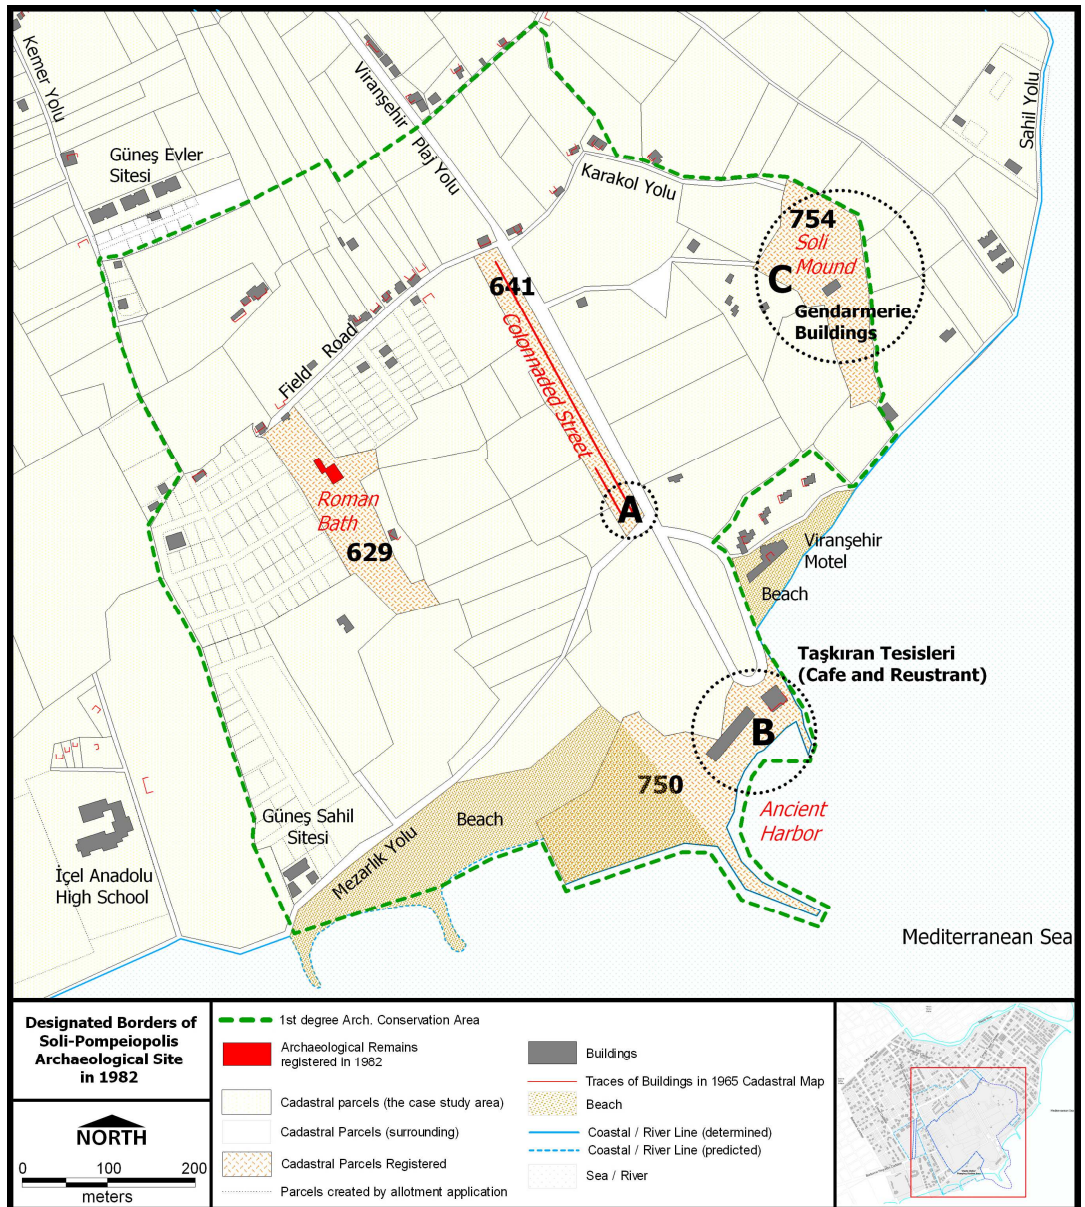 Kemer Yolu
Viranşehir
Plaj Yolu
Sahil Yolu
Güneş Evler
Sitesi
Karakol Yolu
754
Soli
Mound
C
Gendarmerie
Buildings
641
Colonnaded Street
Field Road
Roman
Bath
629
A
Viranşehir
Motel
Beach
Taşkıran Tesisleri
(Cafe and Reustrant)
B
750
Ancient
Harbor
Beach
Güneş Sahil
Sitesi
Mezarlık Yolu
İçel Anadolu
High School
Mediterranean Sea
Designated Borders of
Soli-Pompeiopolis
Archaeological Site
in 1982
NORTH
0 100 200
meters
1st degree Arch. Conservation Area
Archaeological Remains
registered in 1982
Cadastral parcels (the case study area)
Cadastral Parcels (surrounding)
Cadastral Parcels Registered
Parcels created by allotment application
Buildings
Traces of Buildings in 1965 Cadastral Map
Beach
Coastal / River Line (determined)
Coastal / River Line (predicted)
Sea / River